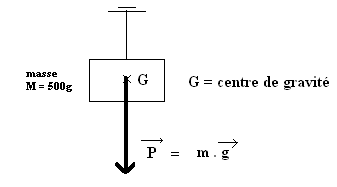 masse
M = 500g
G
G = centre de gravité
P = m . g